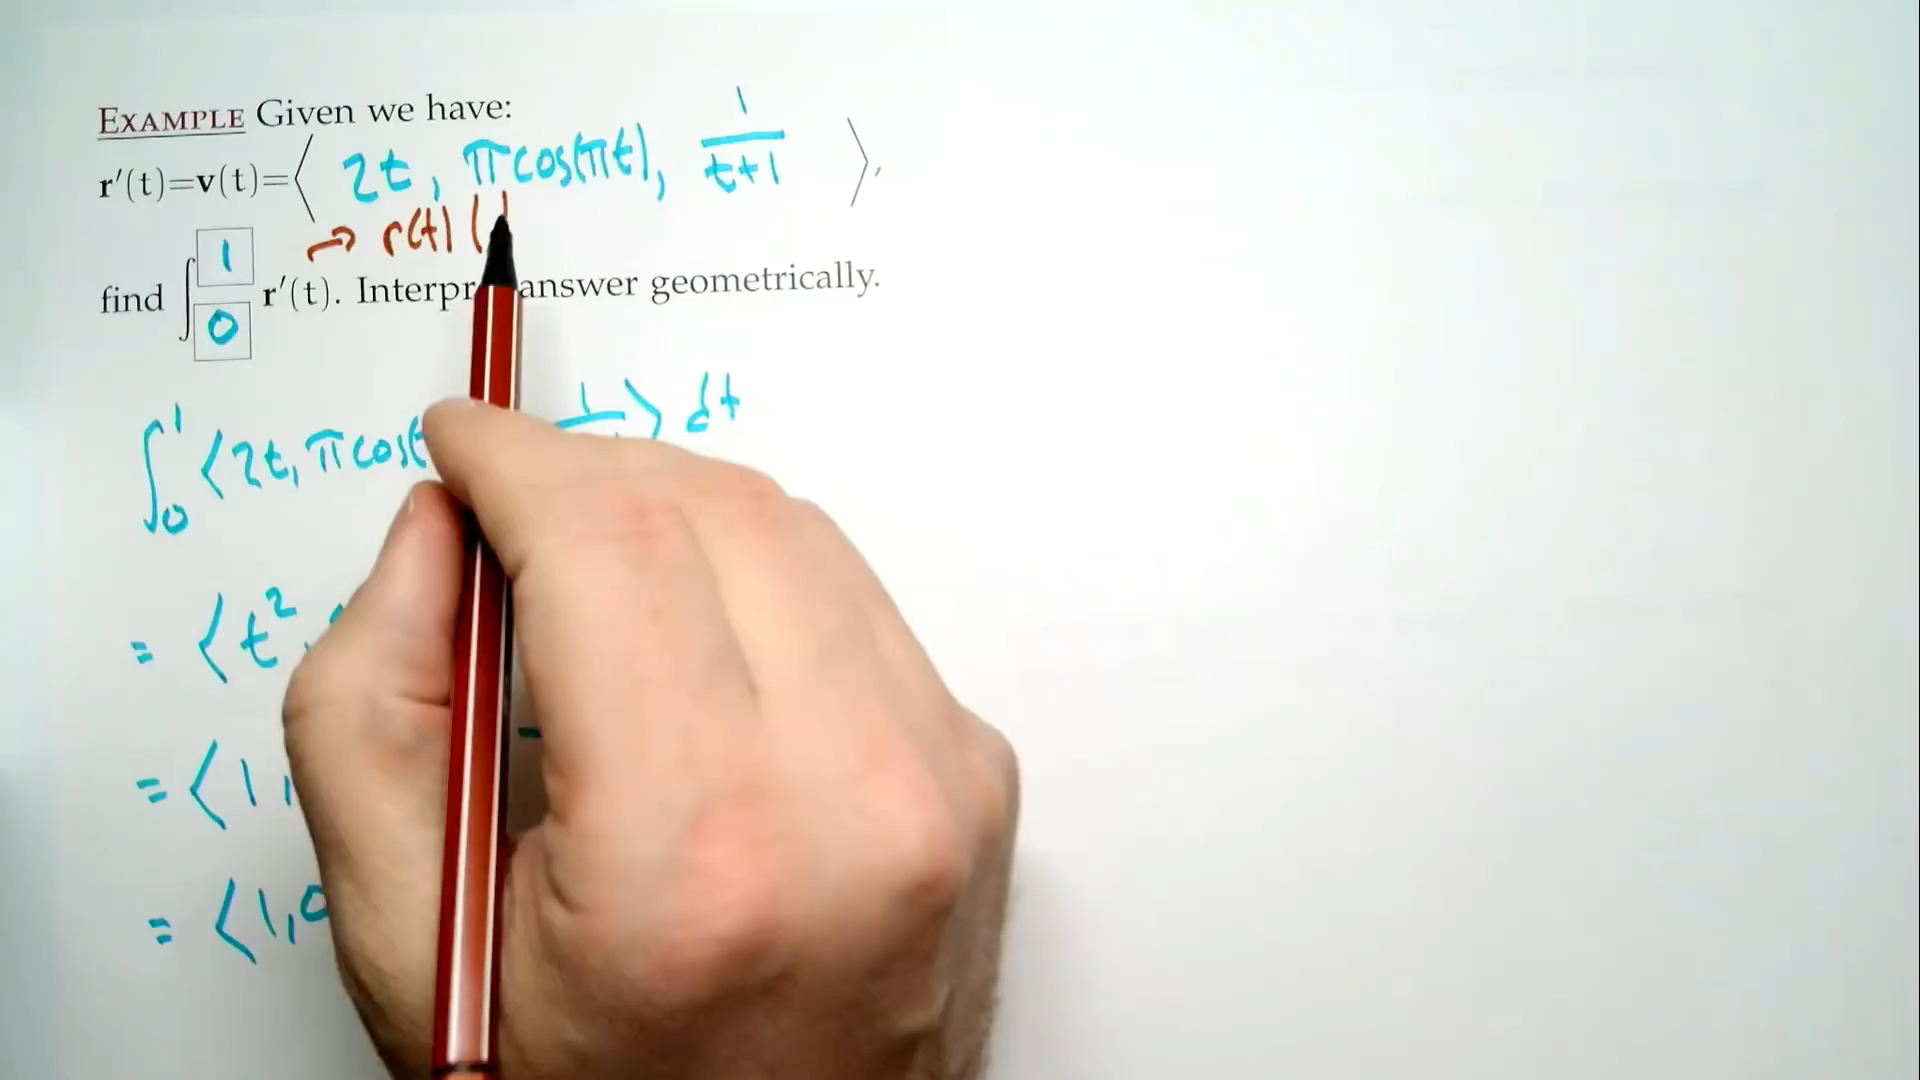 EXAMPLE Given we have:
r′(t)=v(t)=⟨ 2t, πcos(πt), 1/(t+1) ⟩,
→ r(t) (
find ∫₀¹ r′(t). Interpr answer geometrically.
∫₀¹ ⟨2t, πcos( 1 ⟩ dt
= ⟨t²,
= ⟨1,
= ⟨1,0